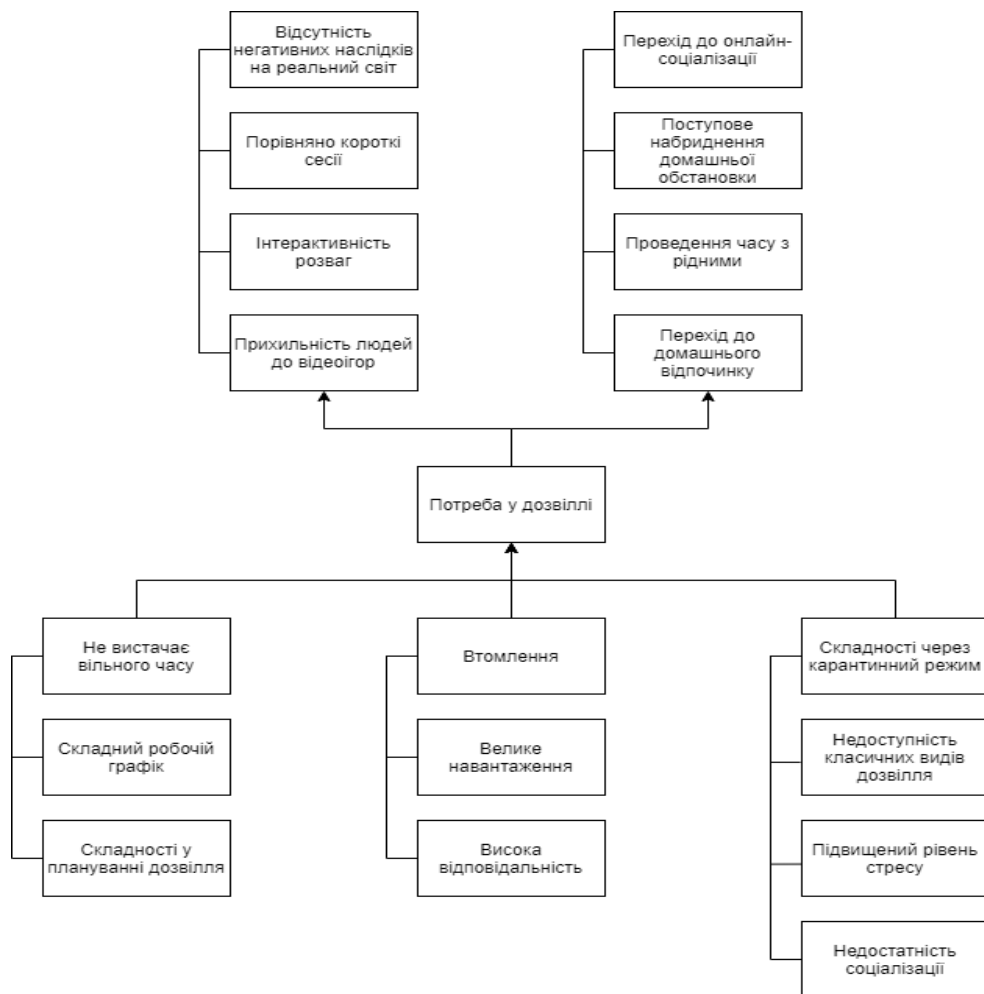 Відсутність
негативних наслідків
на реальний світ
Порівняно короткі
сесії
Інтерактивність
розваг
Прихильність людей
до відеоігор
Перехід до онлайн-
соціалізації
Поступове
набриднення
домашньої
обстановки
Проведення часу з
рідними
Перехід до
домашнього
відпочинку
Потреба у дозвіллі
Не вистачає
вільного часу
Складний робочій
графік
Складності у
плануванні дозвілля
Втомлення
Велике
навантаження
Висока
відповідальність
Складності через
карантинний режим
Недоступність
класичних видів
дозвілля
Підвищений рівень
стресу
Недостатність
соціалізації